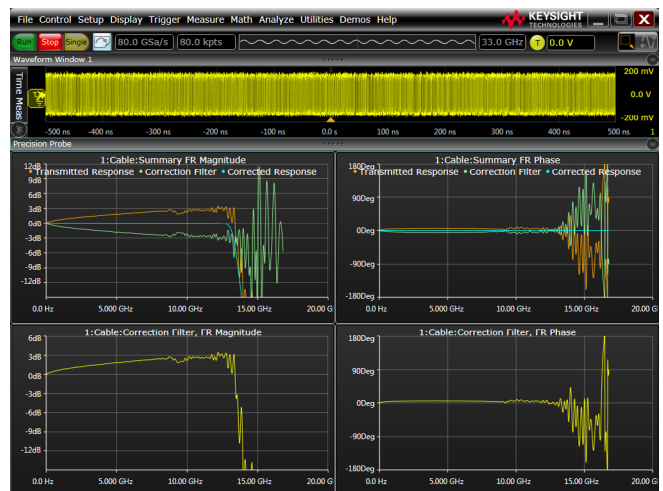 File Control Setup Display Trigger Measure Math Analyze Utilities Demos Help
KEYSIGHT
TECHNOLOGIES
Run Stop Single 80.0 GSa/s 80.0 kpts 33.0 GHz T 0.0 V
Waveform Window 1
Time Meas
200 mV
0.0 V
-200 mV
-500 ns -400 ns -300 ns -200 ns -100 ns 0.0 s 100 ns 200 ns 300 ns 400 ns 500 ns 1
Precision Probe
1:Cable:Summary FR Magnitude
Transmitted Response • Correction Filter • Corrected Response
12dB
9dB
6dB
3dB
-0dB
-3dB
-6dB
-9dB
-12dB
0.0 Hz 5.000 GHz 10.00 GHz 15.00 GHz 20.00 G
1:Cable:Summary FR Phase
Transmitted Response • Correction Filter • Corrected Response
180Deg
90Deg
0Deg
-90Deg
-180Deg
0.0 Hz 5.000 GHz 10.00 GHz 15.00 GHz 20.00 G
1:Cable:Correction Filter, FR Magnitude
6dB
3dB
0dB
-3dB
-6dB
-9dB
-12dB
0.0 Hz 5.000 GHz 10.00 GHz 15.00 GHz 20.00 G
1:Cable:Correction Filter, FR Phase
180Deg
90Deg
0Deg
-90Deg
-180Deg
0.0 Hz 5.000 GHz 10.00 GHz 15.00 GHz 20.00 G